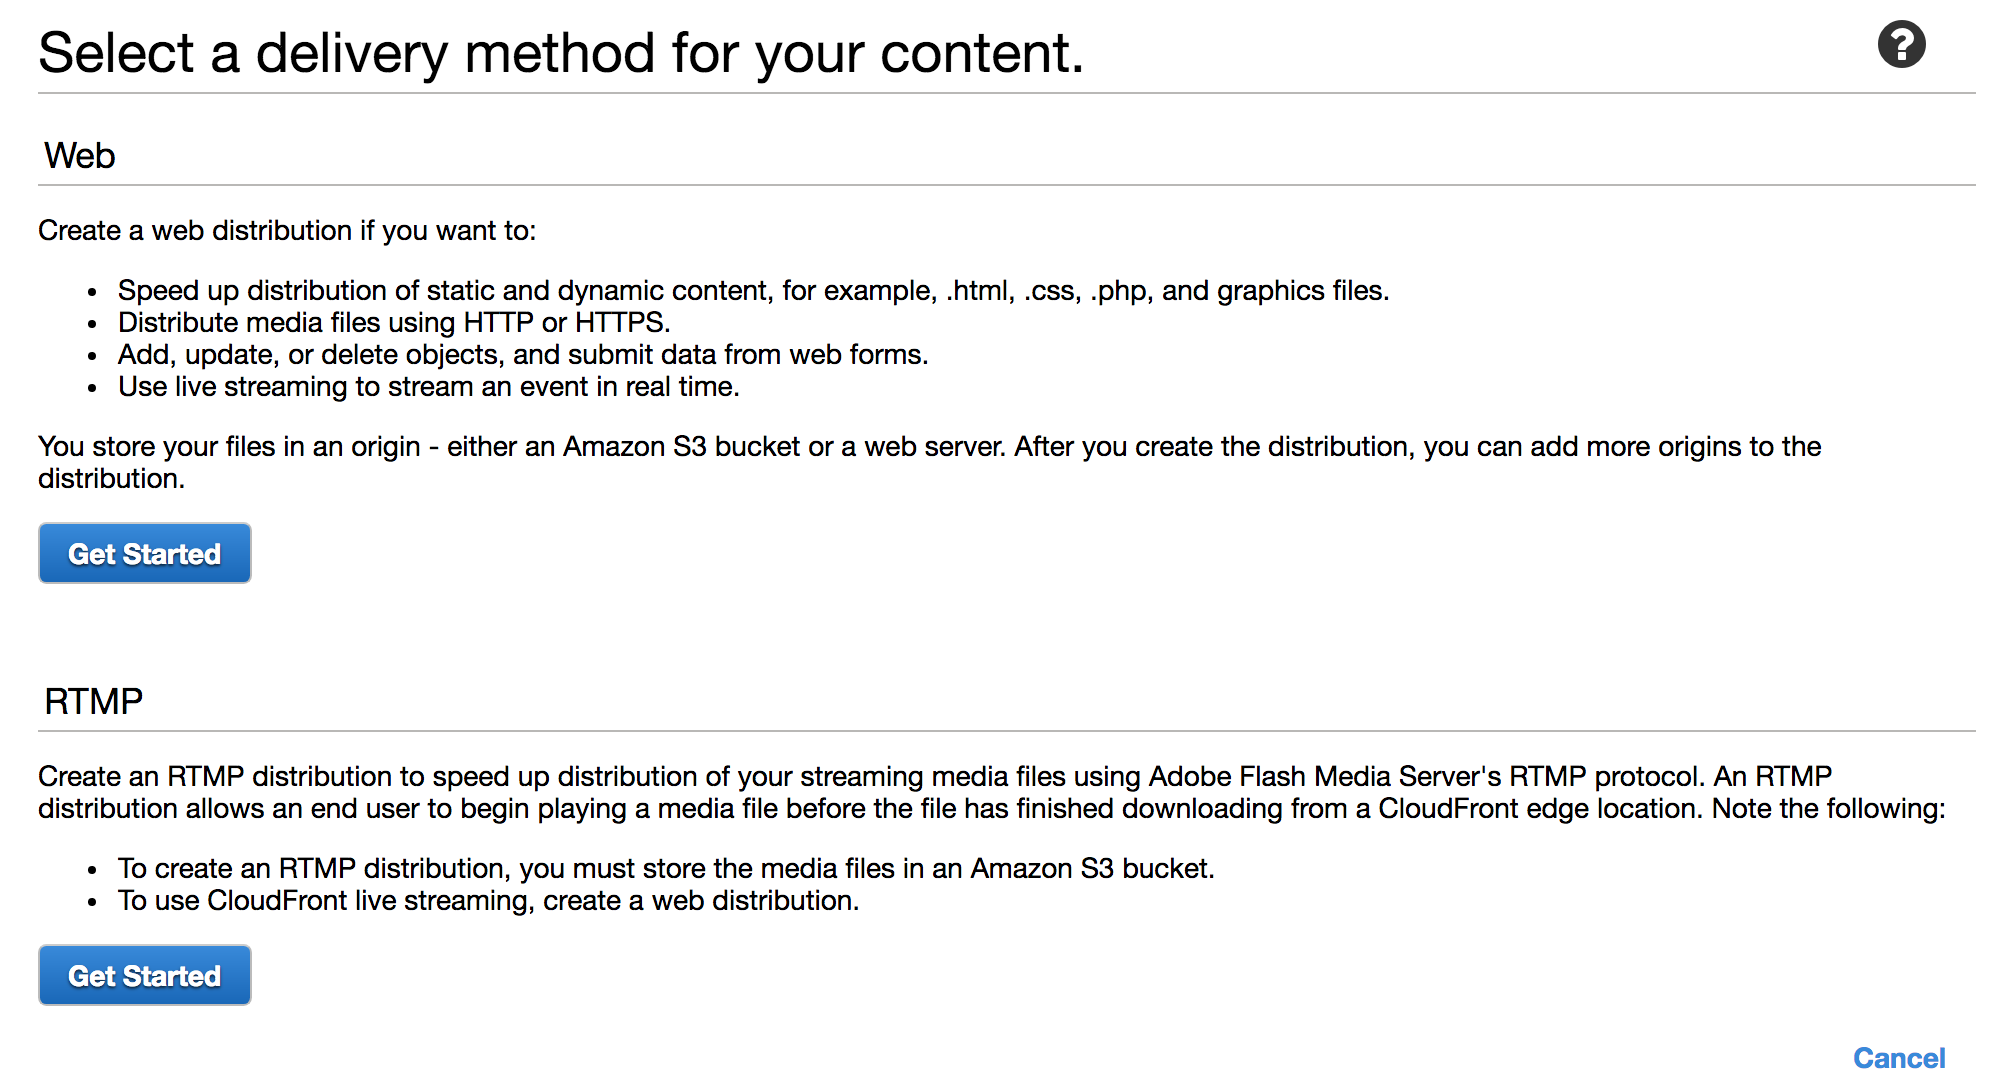 Select a delivery method for your content.
?
Web
Create a web distribution if you want to:
• Speed up distribution of static and dynamic content, for example, .html, .css, .php, and graphics files.
• Distribute media files using HTTP or HTTPS.
• Add, update, or delete objects, and submit data from web forms.
• Use live streaming to stream an event in real time.
You store your files in an origin - either an Amazon S3 bucket or a web server. After you create the distribution, you can add more origins to the
distribution.
Get Started
RTMP
Create an RTMP distribution to speed up distribution of your streaming media files using Adobe Flash Media Server's RTMP protocol. An RTMP
distribution allows an end user to begin playing a media file before the file has finished downloading from a CloudFront edge location. Note the following:
• To create an RTMP distribution, you must store the media files in an Amazon S3 bucket.
• To use CloudFront live streaming, create a web distribution.
Get Started
Cancel